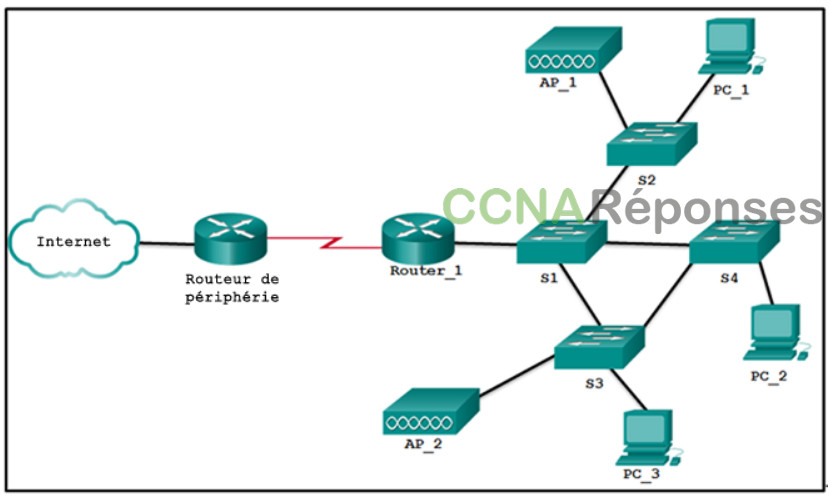 AP_1
PC_1
S2
CCNARéponses
Internet
Routeur de
périphérie
Router_1
S1
S4
S3
PC_2
AP_2
PC_3